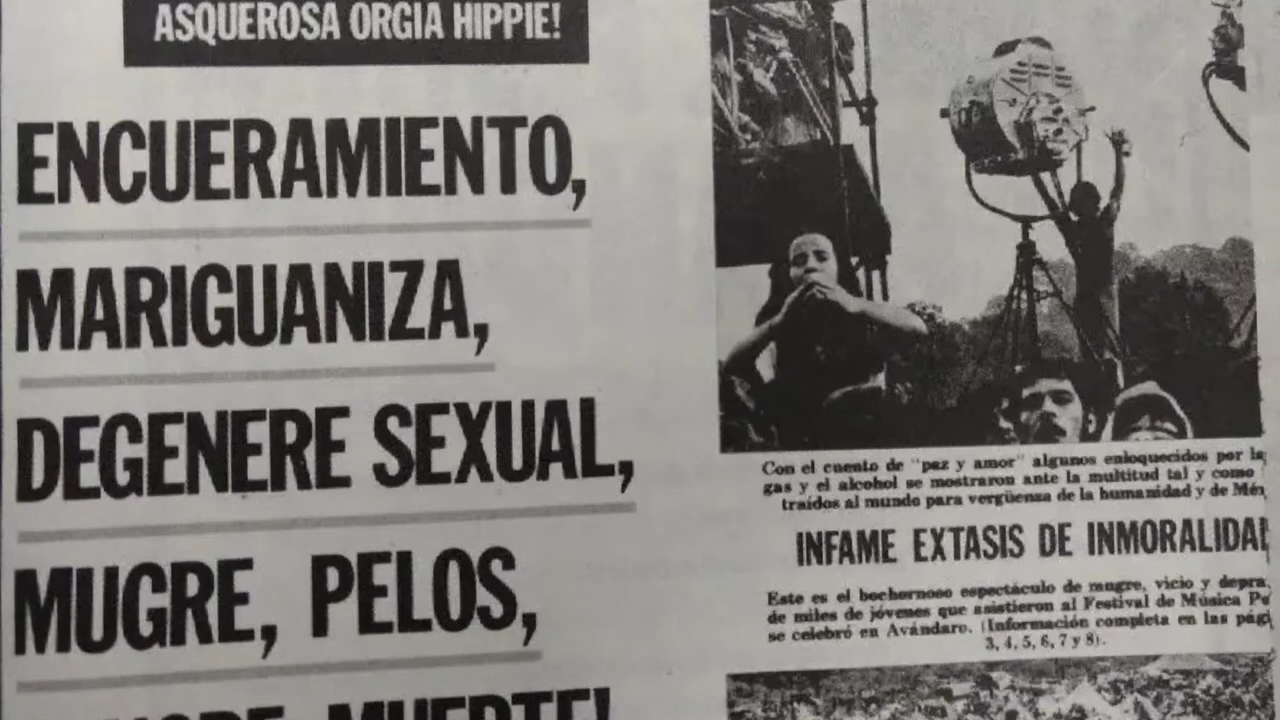 ASQUEROSA ORGIA HIPPIE!
ENCUERAMIENTO,
MARIGUANIZA,
DEGENERE SEXUAL,
MUGRE, PELOS,
MUERTE!
Con el cuento de "paz y amor" algunos enloquecidos por la
gas y el alcohol se mostraron ante la multitud tal y como
traídos al mundo para vergüenza de la humanidad y de Méx
INFAME EXTASIS DE INMORALIDAD
Este es el bochornoso espectáculo de mugre, vicio y depra
de miles de jóvenes que asistieron al Festival de Música Po
se celebró en Avándaro. (Información completa en las pági
3, 4, 5, 6, 7 y 8).